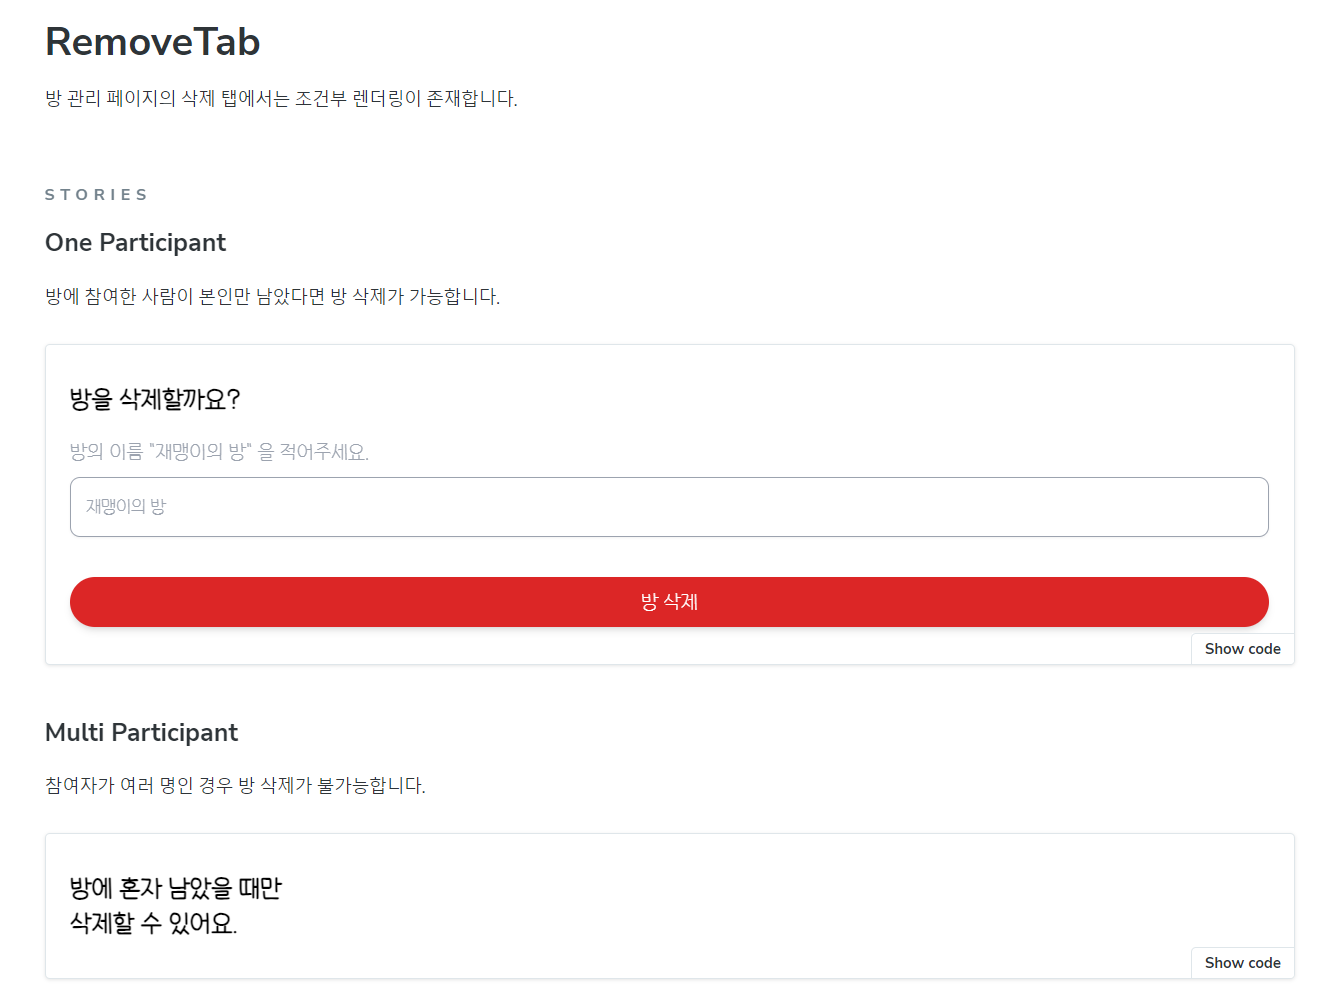 RemoveTab
방 관리 페이지의 삭제 탭에서는 조건부 렌더링이 존재합니다.
STORIES
One Participant
방에 참여한 사람이 본인만 남았다면 방 삭제가 가능합니다.
방을 삭제할까요?
방의 이름 "재맹이의 방" 을 적어주세요.
재맹이의 방
방 삭제
Show code
Multi Participant
참여자가 여러 명인 경우 방 삭제가 불가능합니다.
방에 혼자 남았을 때만
삭제할 수 있어요.
Show code